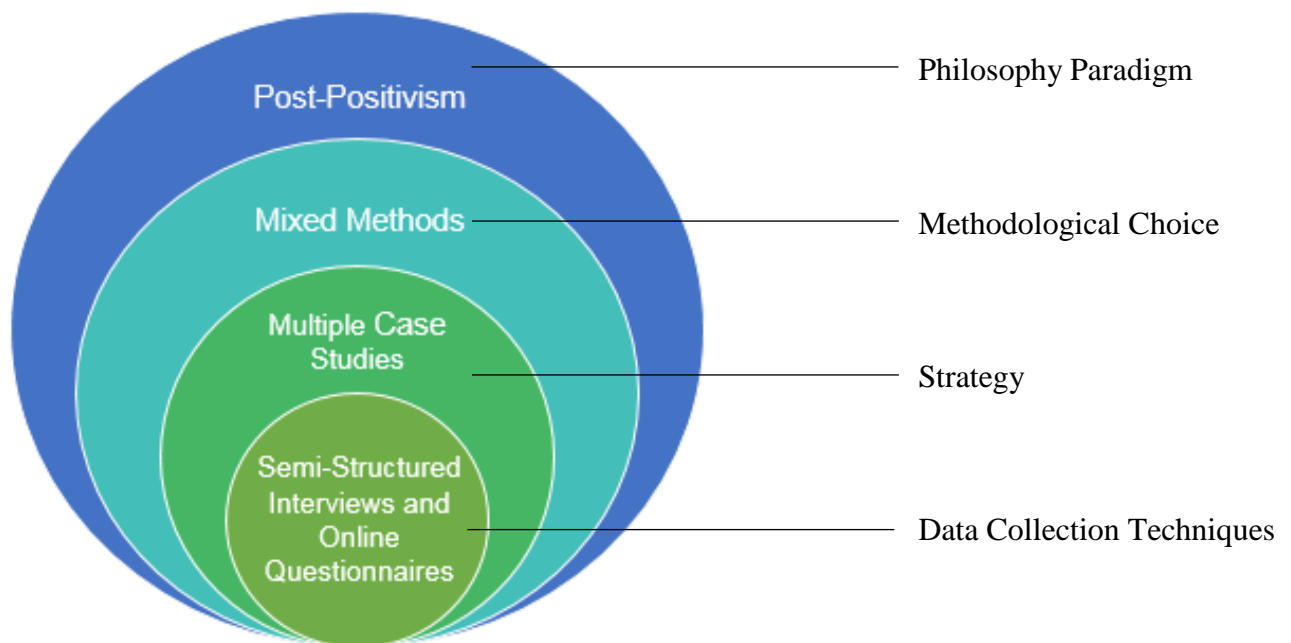 Post-Positivism
Philosophy Paradigm
Mixed Methods
Methodological Choice
Multiple Case
Studies
Strategy
Semi-Structured
Interviews and
Online
Questionnaires
Data Collection Techniques